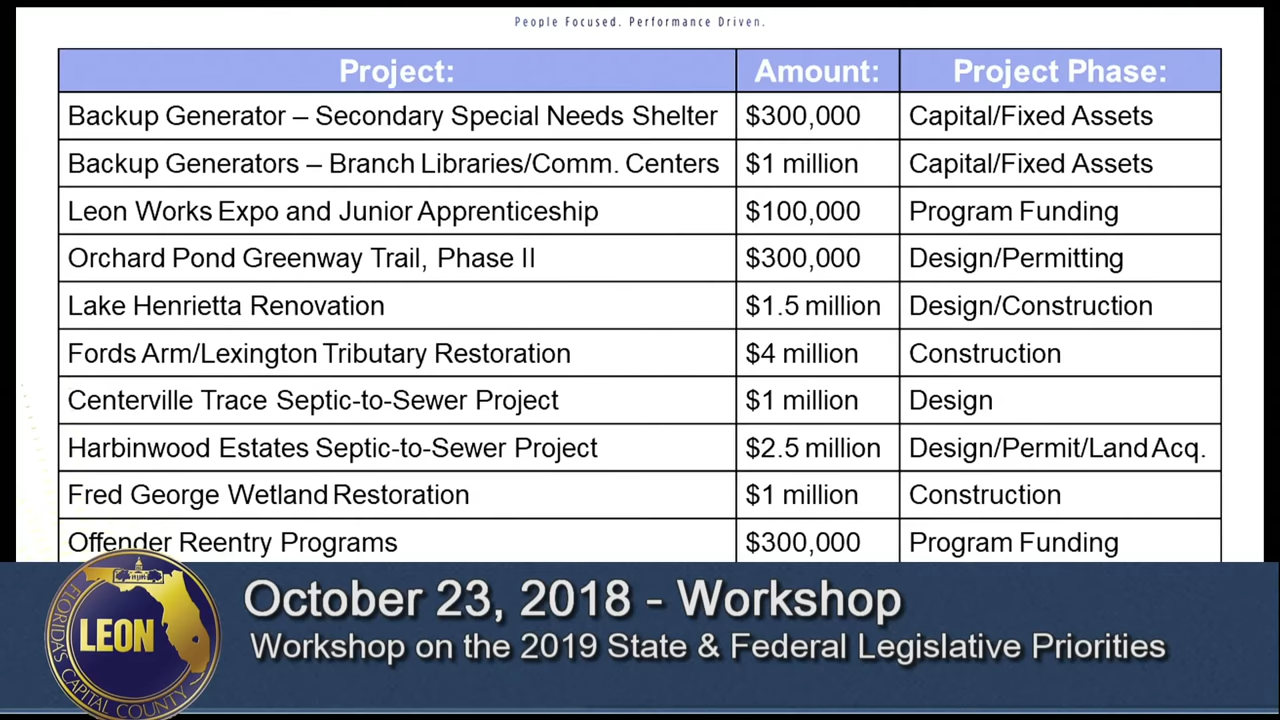 People Focused. Performance Driven.
Project: Amount: Project Phase:
Backup Generator – Secondary Special Needs Shelter $300,000 Capital/Fixed Assets
Backup Generators – Branch Libraries/Comm. Centers $1 million Capital/Fixed Assets
Leon Works Expo and Junior Apprenticeship $100,000 Program Funding
Orchard Pond Greenway Trail, Phase II $300,000 Design/Permitting
Lake Henrietta Renovation $1.5 million Design/Construction
Fords Arm/Lexington Tributary Restoration $4 million Construction
Centerville Trace Septic-to-Sewer Project $1 million Design
Harbinwood Estates Septic-to-Sewer Project $2.5 million Design/Permit/Land Acq.
Fred George Wetland Restoration $1 million Construction
Offender Reentry Programs $300,000 Program Funding
October 23, 2018 - Workshop
Workshop on the 2019 State & Federal Legislative Priorities
LEON
FLORIDA'S CAPITAL COUNTY